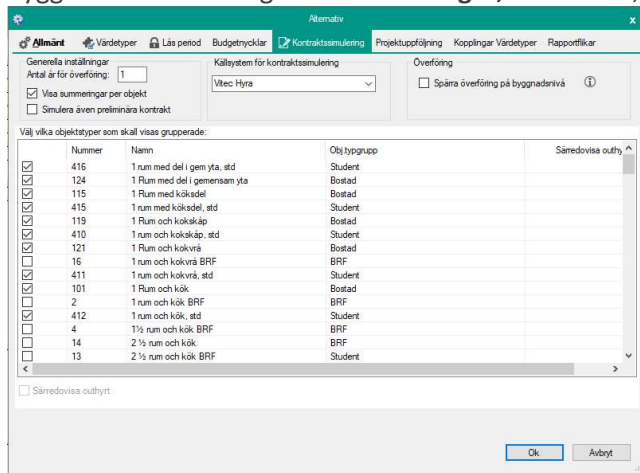 Alternativ
x
Allmänt Värdetyper Lås period Budgetnycklar Kontraktssimulering Projektuppföljning Kopplingar Värdetyper Rapportflikar
Generella inställningar
Antal år för överföring: 1
Visa summeringar per objekt
Simulera även preliminära kontrakt
Källsystem för kontraktssimulering
Vitec Hyra
Överföring
Spärra överföring på byggnadsnivå
Välj vilka objektstyper som skall visas grupperade:
Nummer Namn Obj.typgrupp Särredovisa outhy
416 1 rum med del i gem yta, std Student
124 1 Rum med del i gemensam yta Bostad
115 1 Rum med köksdel Bostad
415 1 rum med köksdel, std Student
119 1 Rum och kokskåp Bostad
410 1 rum och kokskåp, std Student
121 1 Rum och kokvrå Bostad
16 1 rum och kokvrå BRF BRF
411 1 rum och kokvrå, std Student
101 1 Rum och kök Bostad
2 1 rum och kök BRF BRF
412 1 rum och kök, std Student
4 1½ rum och kök BRF BRF
14 2 ½ rum och kök BRF
13 2 ½ rum och kök BRF Student
Särredovisa outhyrt
Ok Avbryt